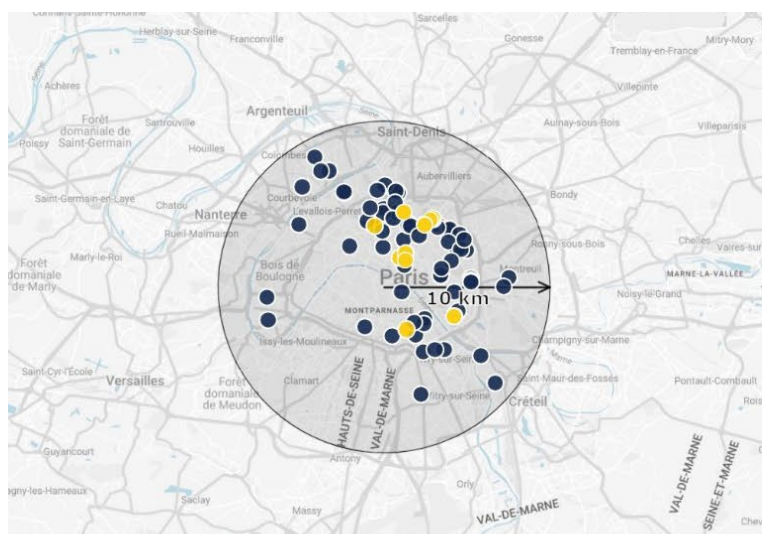 Sarcelles
Herblay-sur-Seine
Franconville
Gonesse
Mitry-Mory
Tremblay-en-France
Seine
Achères
Villepinte
Argenteuil
Forêt
domaniale de
Saint-Germain
Sartrouville
Saint-Denis
Aulnay-sous-Bois
Villeparisis
Poissy
Houilles
Colombes
Aubervilliers
Bondy
Saint-Germain-en-Laye
Chatou
Courbevoie
Levallois-Perret
Nanterre
Rueil-Malmaison
Rosny-sous-Bois
Chelles
Vaires-sur
Marly-le-Roi
Forêt
domaniale
de Marly
Bois de
Boulogne
Paris
Montreuil
MARNE-LA-VALLÉE
10 km
Noisy-le-Grand
MONTPARNASSE
Issy-les-Moulineaux
Champigny-sur-Marne
Marne
Saint-Cyr-l'École
Versailles
Forêt
domaniale
de Meudon
Clamart
Saint-Maur-des-Fossés
Pontault-Combault
Créteil
HAUTS-DE-SEINE
VAL-DE-MARNE
Guyancourt
Antony
Orly
Saclay
Massy
VAL-DE-MARNE
VAL-DE-MARNE
SEINE-ET-MARNE